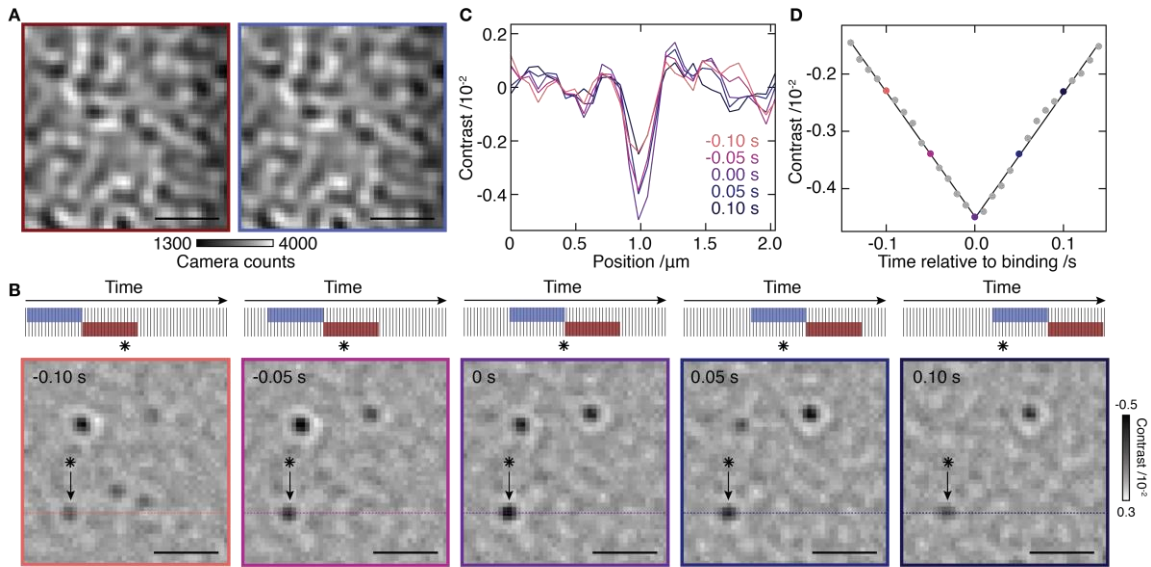 A
1300 4000
Camera counts
C
0.2
0
-0.2
-0.4
Contrast /10-2
-0.10 s
-0.05 s
0.00 s
0.05 s
0.10 s
0 0.5 1.0 1.5 2.0
Position /μm
D
-0.2
-0.3
-0.4
Contrast /10-2
-0.1 0.0 0.1
Time relative to binding /s
B
Time Time Time Time Time
* * * * *
-0.10 s -0.05 s 0 s 0.05 s 0.10 s
* * * * *
-0.5
Contrast /10-2
0.3